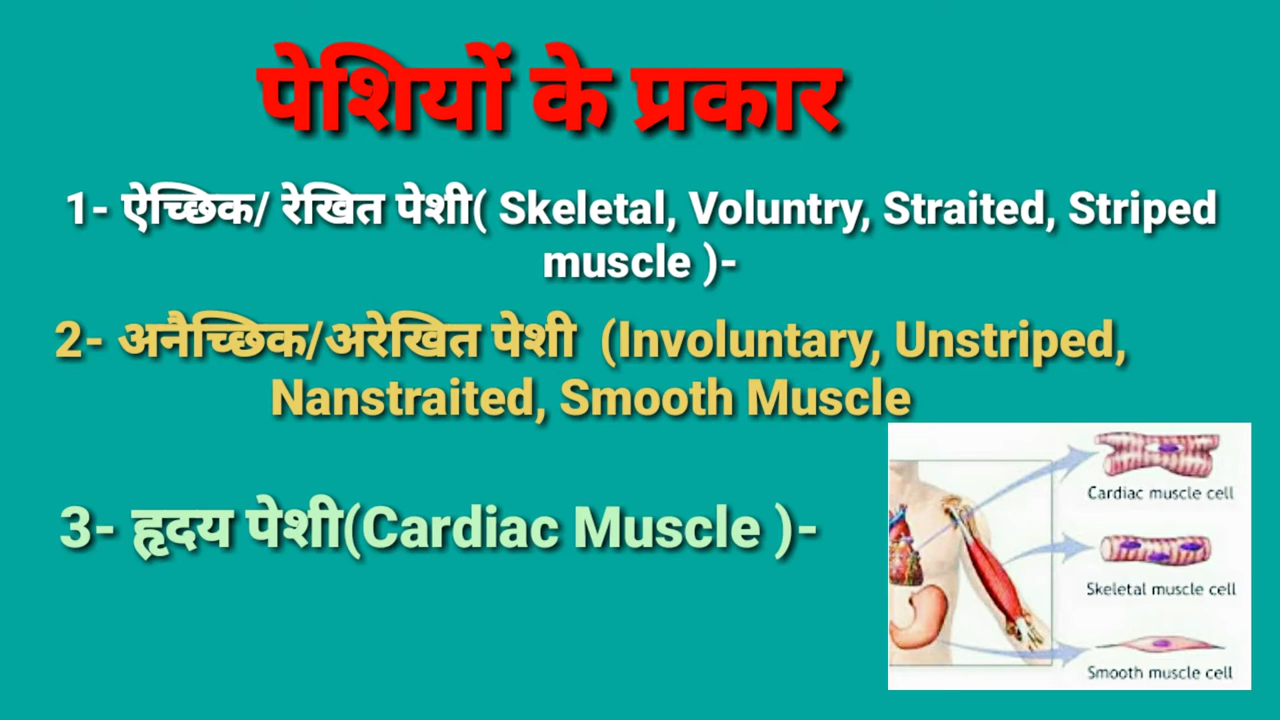 पेशियों के प्रकार
1- ऐच्छिक/ रेखित पेशी( Skeletal, Voluntry, Straited, Striped
muscle )-
2- अनैच्छिक/अरेखित पेशी (Involuntary, Unstriped,
Nanstraited, Smooth Muscle
3- हृदय पेशी(Cardiac Muscle )-
Cardiac muscle cell
Skeletal muscle cell
Smooth muscle cell